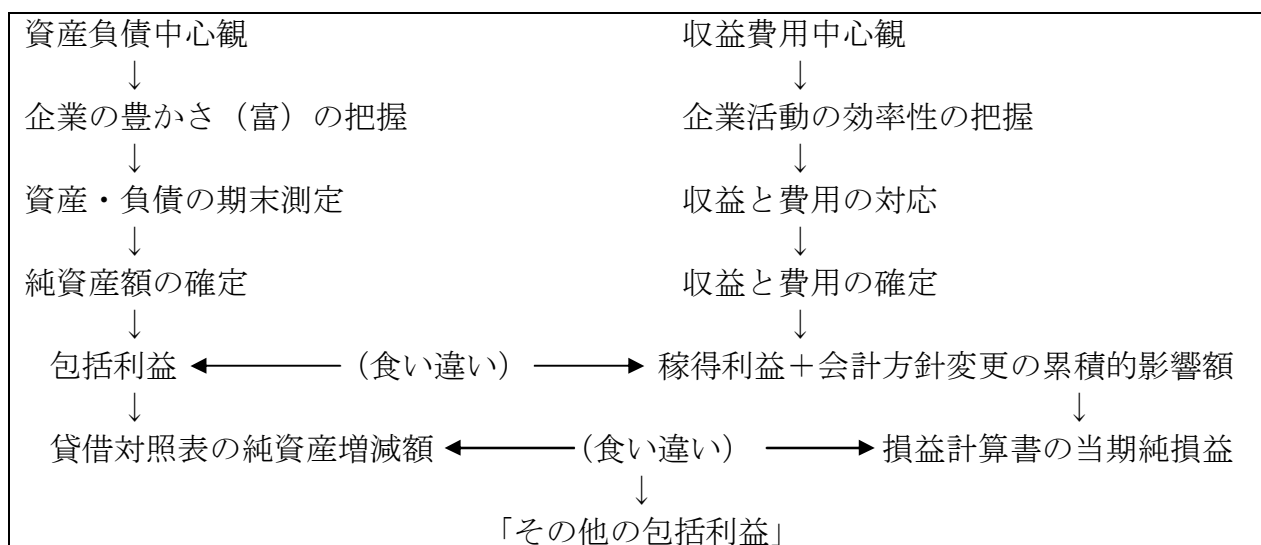 資産負債中心観 収益費用中心観
↓ ↓
企業の豊かさ（富）の把握 企業活動の効率性の把握
↓ ↓
資産・負債の期末測定 収益と費用の対応
↓ ↓
純資産額の確定 収益と費用の確定
↓ ↓
包括利益 ←（食い違い）→ 稼得利益＋会計方針変更の累積的影響額
↓ ↓
貸借対照表の純資産増減額 ←（食い違い）→ 損益計算書の当期純損益
↓
「その他の包括利益」